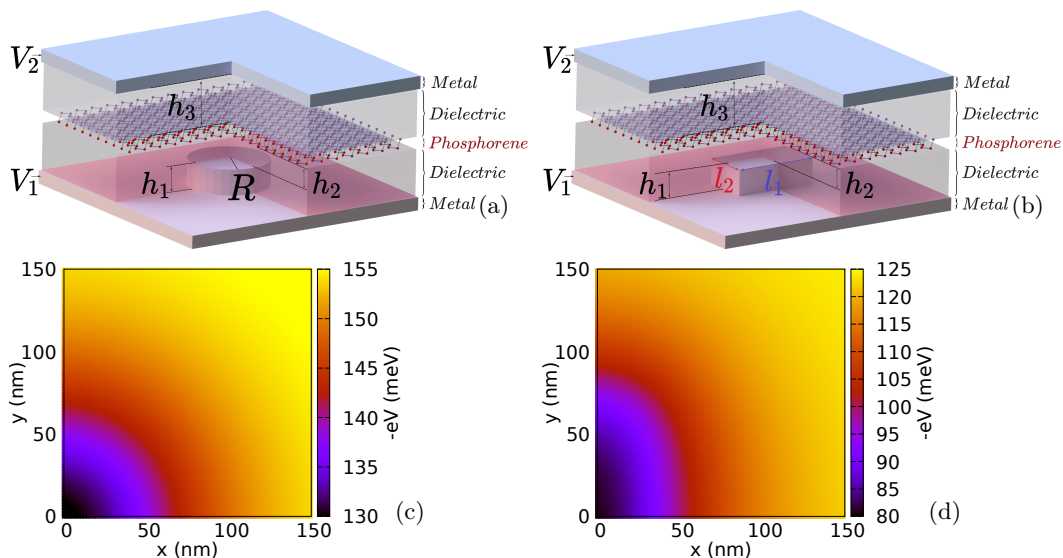 V2
h3
Metal
Dielectric
Phosphorene
Dielectric
Metal
V1
h1
R
h2
(a)
V2
h3
Metal
Dielectric
Phosphorene
Dielectric
Metal
V1
h1
l2
l1
h2
(b)
150
100
50
0
y (nm)
0 50 100 150
x (nm)
155
150
145
140
135
130
-eV (meV)
(c)
150
100
50
0
y (nm)
0 50 100 150
x (nm)
125
120
115
110
105
100
95
90
85
80
-eV (meV)
(d)